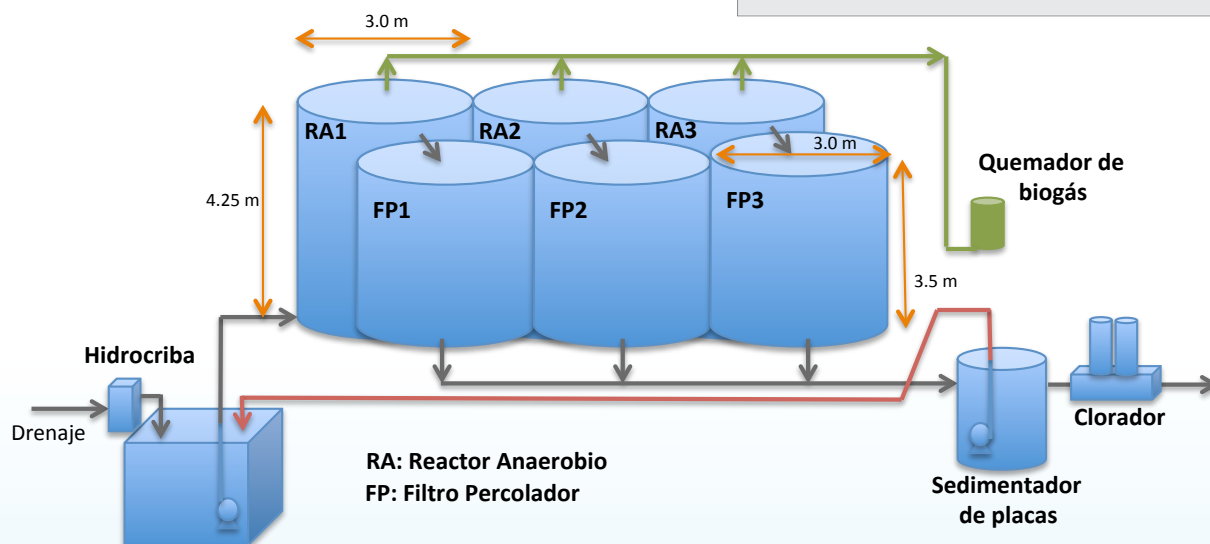 3.0 m
RA1
RA2
RA3
3.0 m
Quemador de
biogás
4.25 m
FP1
FP2
FP3
3.5 m
Hidrocriba
Drenaje
Clorador
RA: Reactor Anaerobio
FP: Filtro Percolador
Sedimentador
de placas